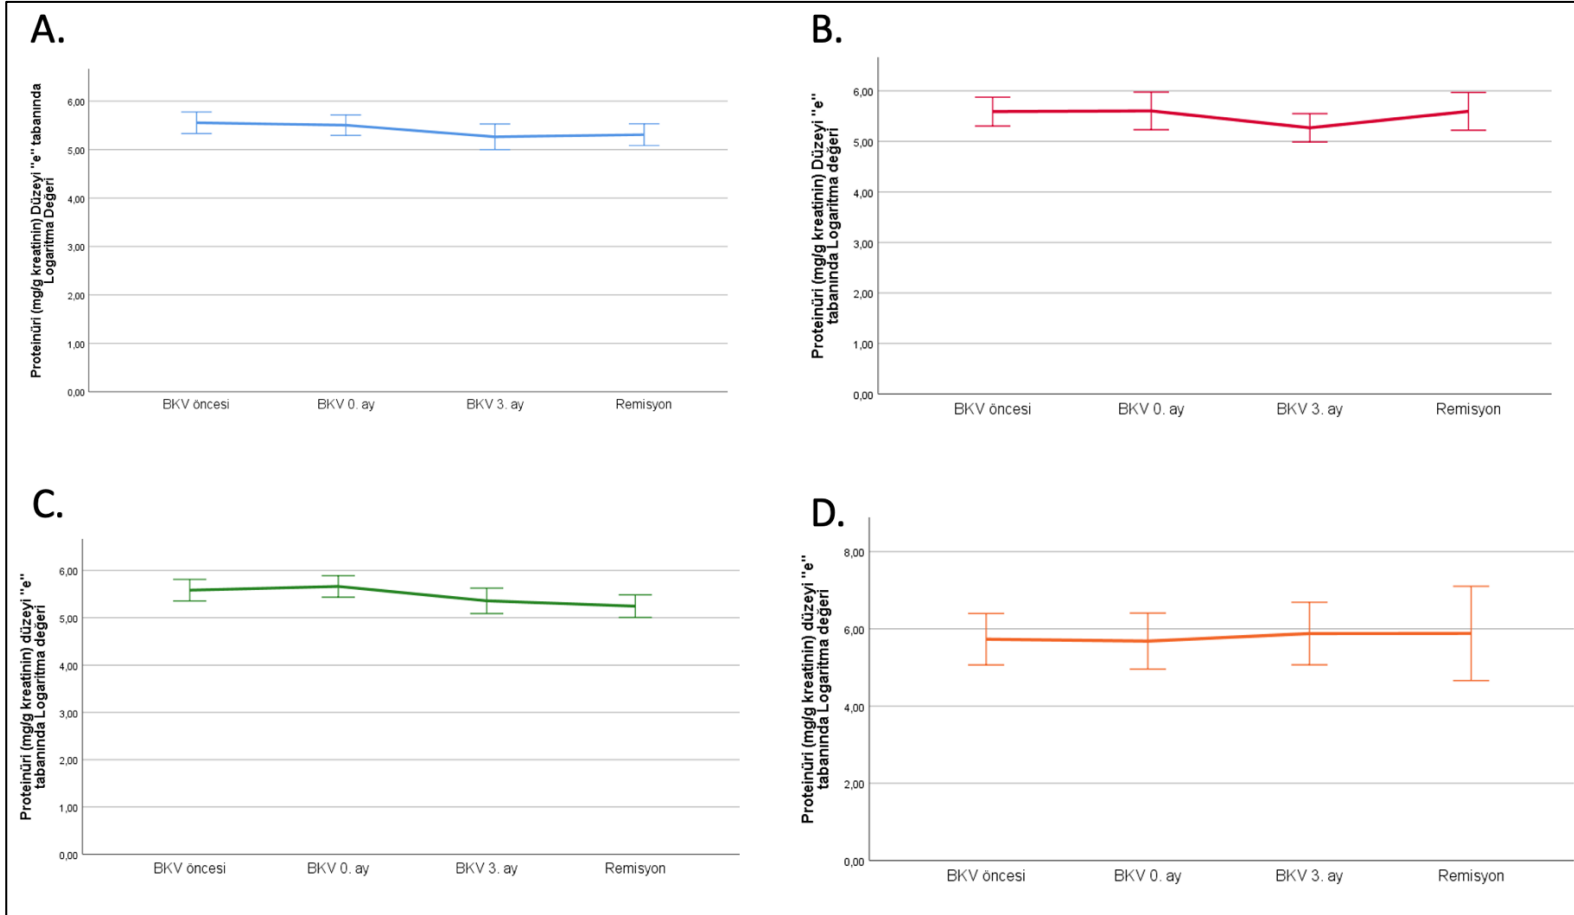 A.
Proteinüri (mg/g kreatinin) Düzeyi "e" tabanında
Logaritma Değeri
6,00
5,00
4,00
3,00
2,00
1,00
0,00
BKV öncesi
BKV 0. ay
BKV 3. ay
Remisyon
B.
Proteinüri (mg/g kreatinin) Düzeyi "e"
tabanında Logaritma değeri
6,00
5,00
4,00
3,00
2,00
1,00
0,00
BKV öncesi
BKV 0. ay
BKV 3. ay
Remisyon
C.
Proteinüri (mg/g kreatinin) düzeyi "e"
tabanında Logaritma değeri
6,00
5,00
4,00
3,00
2,00
1,00
0,00
BKV öncesi
BKV 0. ay
BKV 3. ay
Remisyon
D.
Proteinüri (mg/g kreatinin) düzeyi "e"
tabanında Logaritma değeri
8,00
6,00
4,00
2,00
0,00
BKV öncesi
BKV 0. ay
BKV 3. ay
Remisyon